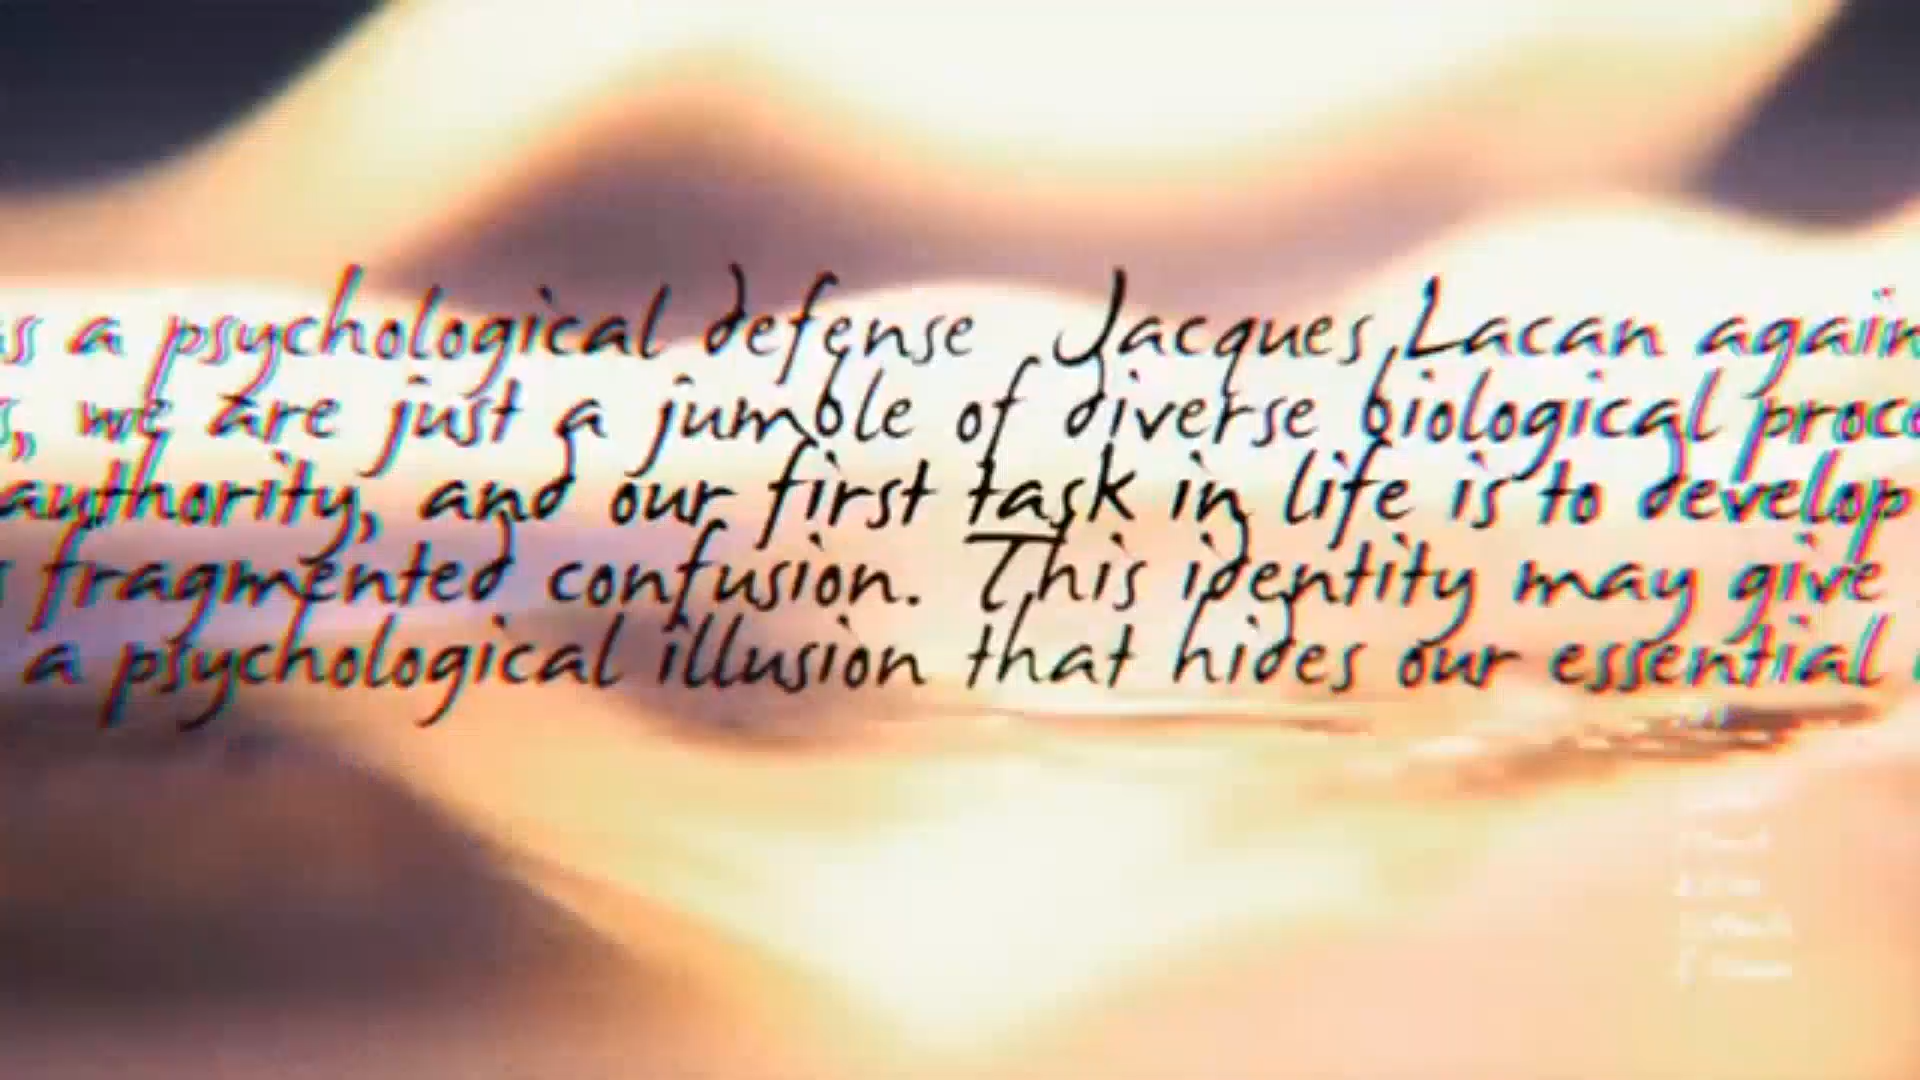 as a psychological defense Jacques Lacan again
s, we are just a jumble of diverse biological proce
authority, and our first task in life is to develop
fragmented confusion. This identity may give
a psychological illusion that hides our essential